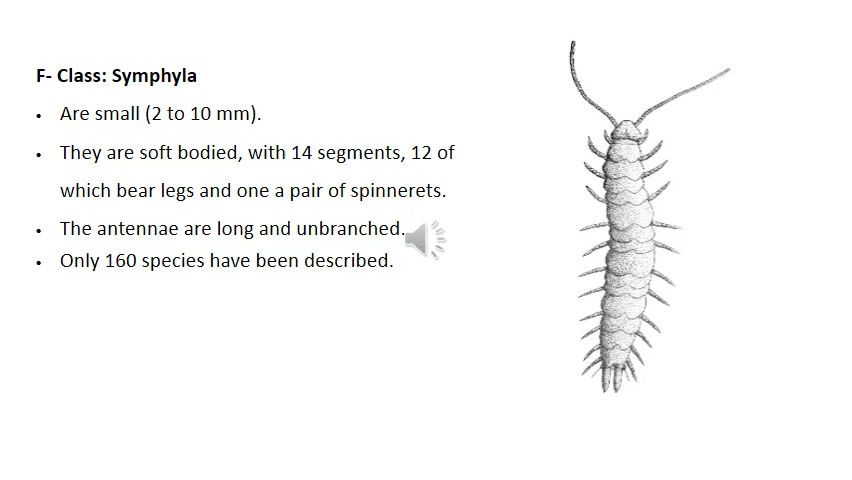 F- Class: Symphyla
• Are small (2 to 10 mm).
• They are soft bodied, with 14 segments, 12 of
which bear legs and one a pair of spinnerets.
• The antennae are long and unbranched.
• Only 160 species have been described.